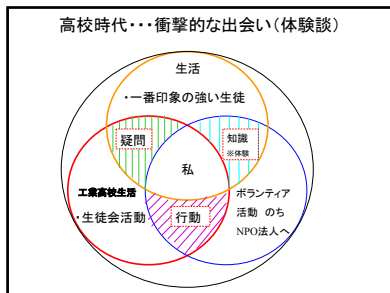 高校時代・・・衝撃的な出会い（体験談）
生活
・一番印象の強い生徒
疑問
知識
※体験
私
工業高校生活
・生徒会活動
行動
ボランティア
活動 のち
NPO法人へ